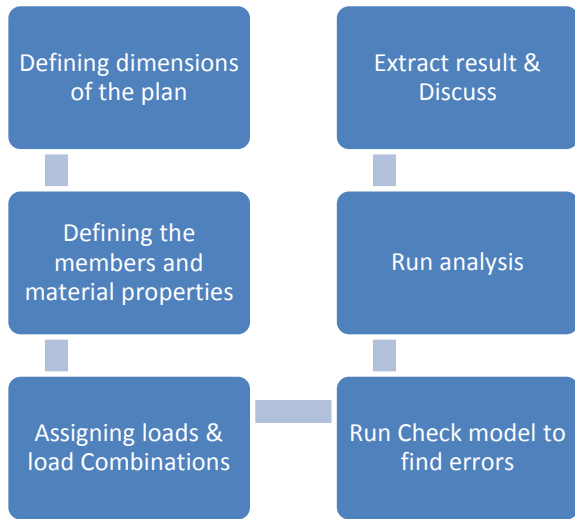 Defining dimensions
of the plan
Defining the
members and
material properties
Assigning loads &
load Combinations
Run Check model to
find errors
Run analysis
Extract result &
Discuss